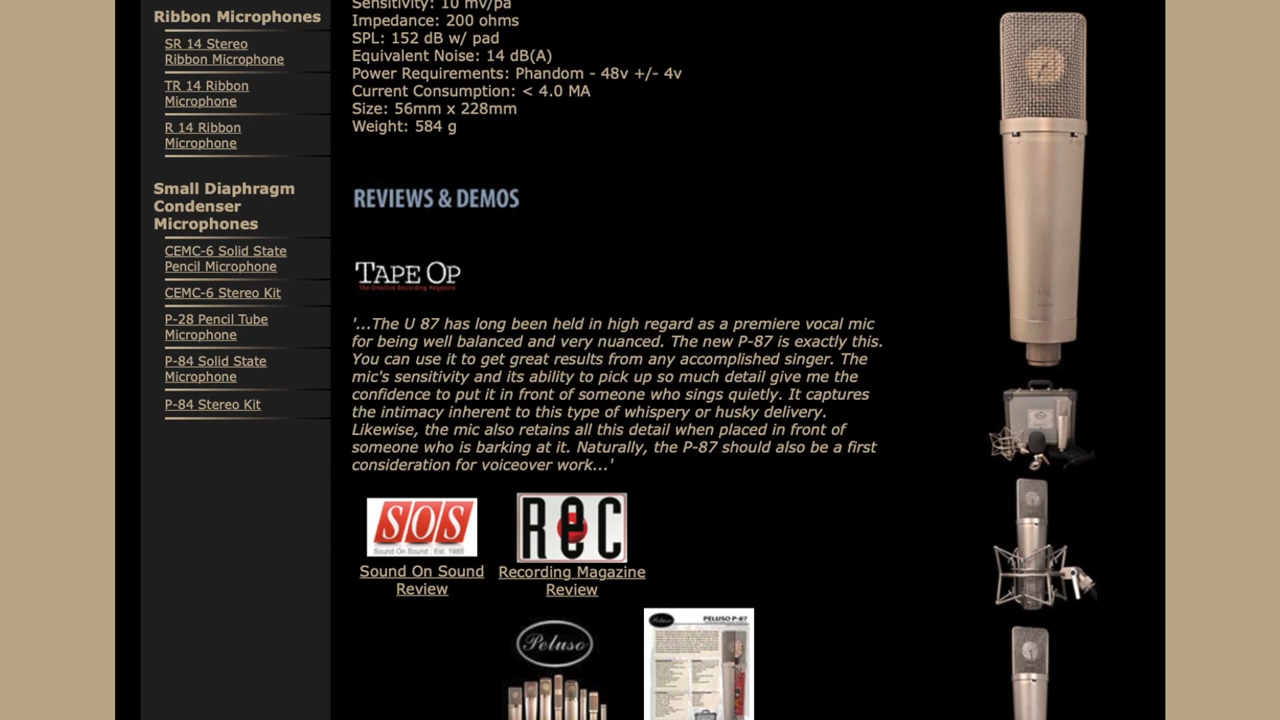 Ribbon Microphones
SR 14 Stereo
Ribbon Microphone
TR 14 Ribbon
Microphone
R 14 Ribbon
Microphone
Small Diaphragm
Condenser
Microphones
CEMC-6 Solid State
Pencil Microphone
CEMC-6 Stereo Kit
P-28 Pencil Tube
Microphone
P-84 Solid State
Microphone
P-84 Stereo Kit
Sensitivity: 10 mv/pa
Impedance: 200 ohms
SPL: 152 dB w/ pad
Equivalent Noise: 14 dB(A)
Power Requirements: Phandom - 48v +/- 4v
Current Consumption: < 4.0 MA
Size: 56mm x 228mm
Weight: 584 g
REVIEWS & DEMOS
TAPE OP
The Creative Recording Magazine
'...The U 87 has long been held in high regard as a premiere vocal mic
for being well balanced and very nuanced. The new P-87 is exactly this.
You can use it to get great results from any accomplished singer. The
mic's sensitivity and its ability to pick up so much detail give me the
confidence to put it in front of someone who sings quietly. It captures
the intimacy inherent to this type of whispery or husky delivery.
Likewise, the mic also retains all this detail when placed in front of
someone who is barking at it. Naturally, the P-87 should also be a first
consideration for voiceover work...'
SOS
Sound On Sound : Est. 1985
Sound On Sound
Review
ReC
Recording Magazine
Review
Peluso
PELUSO P-87